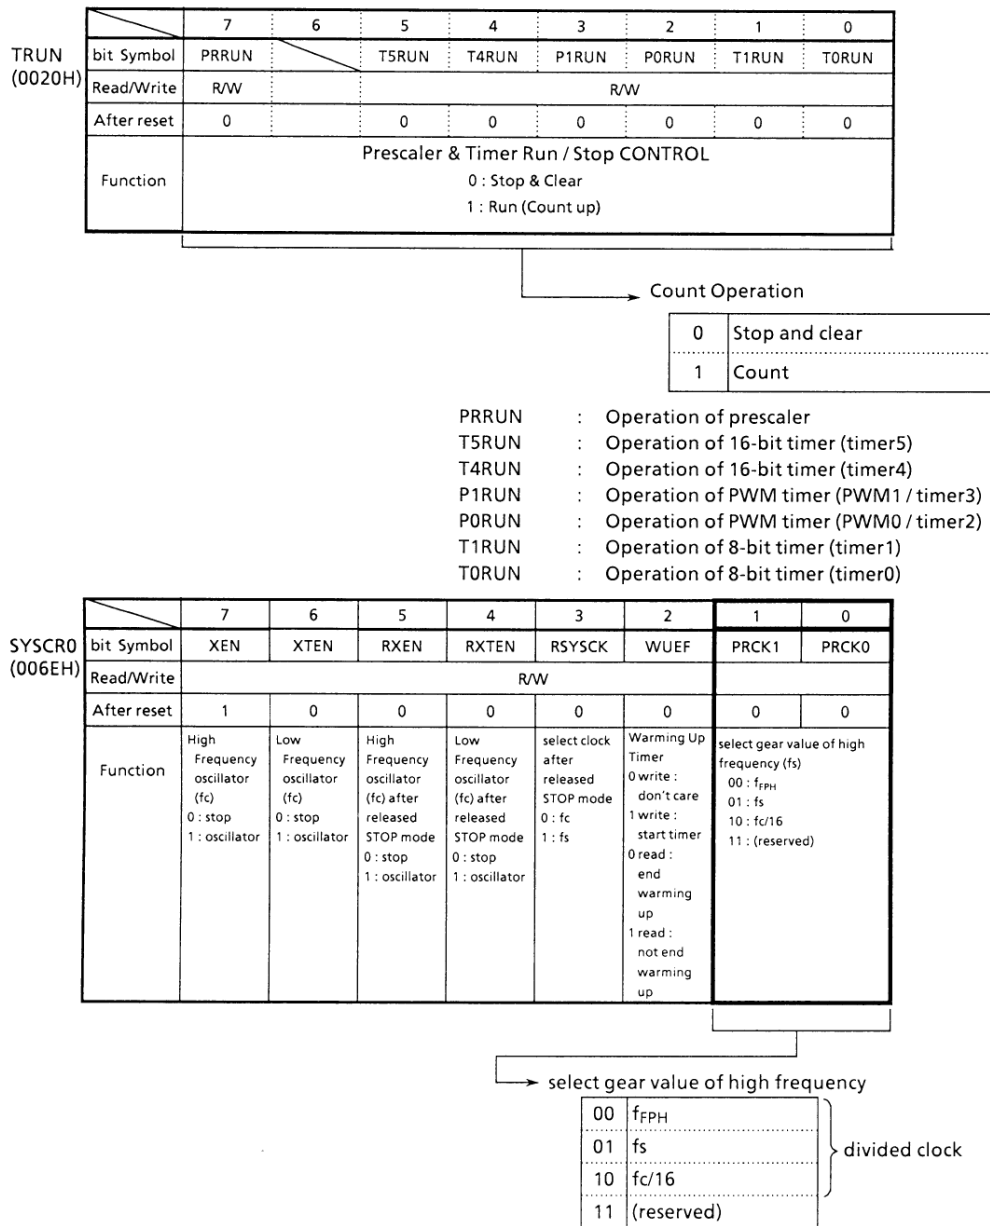 7 6 5 4 3 2 1 0
TRUN (0020H)
bit Symbol PRRUN T5RUN T4RUN P1RUN P0RUN T1RUN T0RUN
Read/Write R/W R/W
After reset 0 0 0 0 0 0 0
Function
Prescaler & Timer Run / Stop CONTROL
0 : Stop & Clear
1 : Run (Count up)
Count Operation
0 Stop and clear
1 Count
PRRUN : Operation of prescaler
T5RUN : Operation of 16-bit timer (timer5)
T4RUN : Operation of 16-bit timer (timer4)
P1RUN : Operation of PWM timer (PWM1 / timer3)
P0RUN : Operation of PWM timer (PWM0 / timer2)
T1RUN : Operation of 8-bit timer (timer1)
T0RUN : Operation of 8-bit timer (timer0)
7 6 5 4 3 2 1 0
SYSCR0 (006EH)
bit Symbol XEN XTEN RXEN RXTEN RSYSCK WUEF PRCK1 PRCK0
Read/Write R/W
After reset 1 0 0 0 0 0 0 0
Function
High
Frequency
oscillator
(fc)
0 : stop
1 : oscillator
Low
Frequency
oscillator
(fc)
0 : stop
1 : oscillator
High
Frequency
oscillator
(fc) after
released
STOP mode
0 : stop
1 : oscillator
Low
Frequency
oscillator
(fc) after
released
STOP mode
0 : stop
1 : oscillator
select clock
after
released
STOP mode
0 : fc
1 : fs
Warming Up
Timer
0 write :
don't care
1 write :
start timer
0 read :
end
warming
up
1 read :
not end
warming
up
select gear value of high
frequency (fs)
00 : fFPH
01 : fs
10 : fc/16
11 : (reserved)
select gear value of high frequency
00 fFPH
01 fs
10 fc/16
divided clock
11 (reserved)